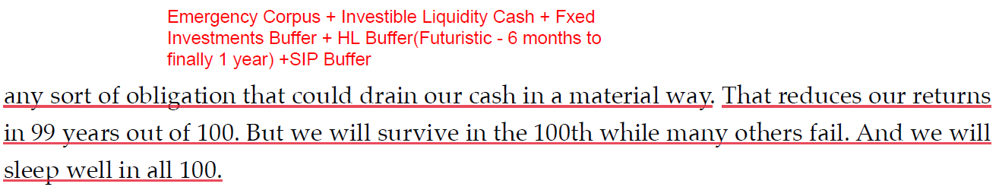 Emergency Corpus + Investible Liquidity Cash + Fxed
Investments Buffer + HL Buffer(Futuristic - 6 months to
finally 1 year) +SIP Buffer
any sort of obligation that could drain our cash in a material way. That reduces our returns
in 99 years out of 100. But we will survive in the 100th while many others fail. And we will
sleep well in all 100.